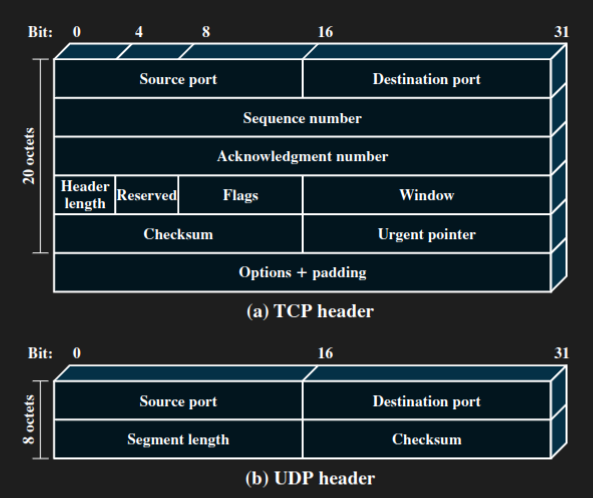 Bit: 0 4 8 16 31
Source port Destination port
Sequence number
Acknowledgment number
Header
length
Reserved Flags Window
Checksum Urgent pointer
Options + padding
20 octets
(a) TCP header
Bit: 0 16 31
Source port Destination port
Segment length Checksum
8 octets
(b) UDP header